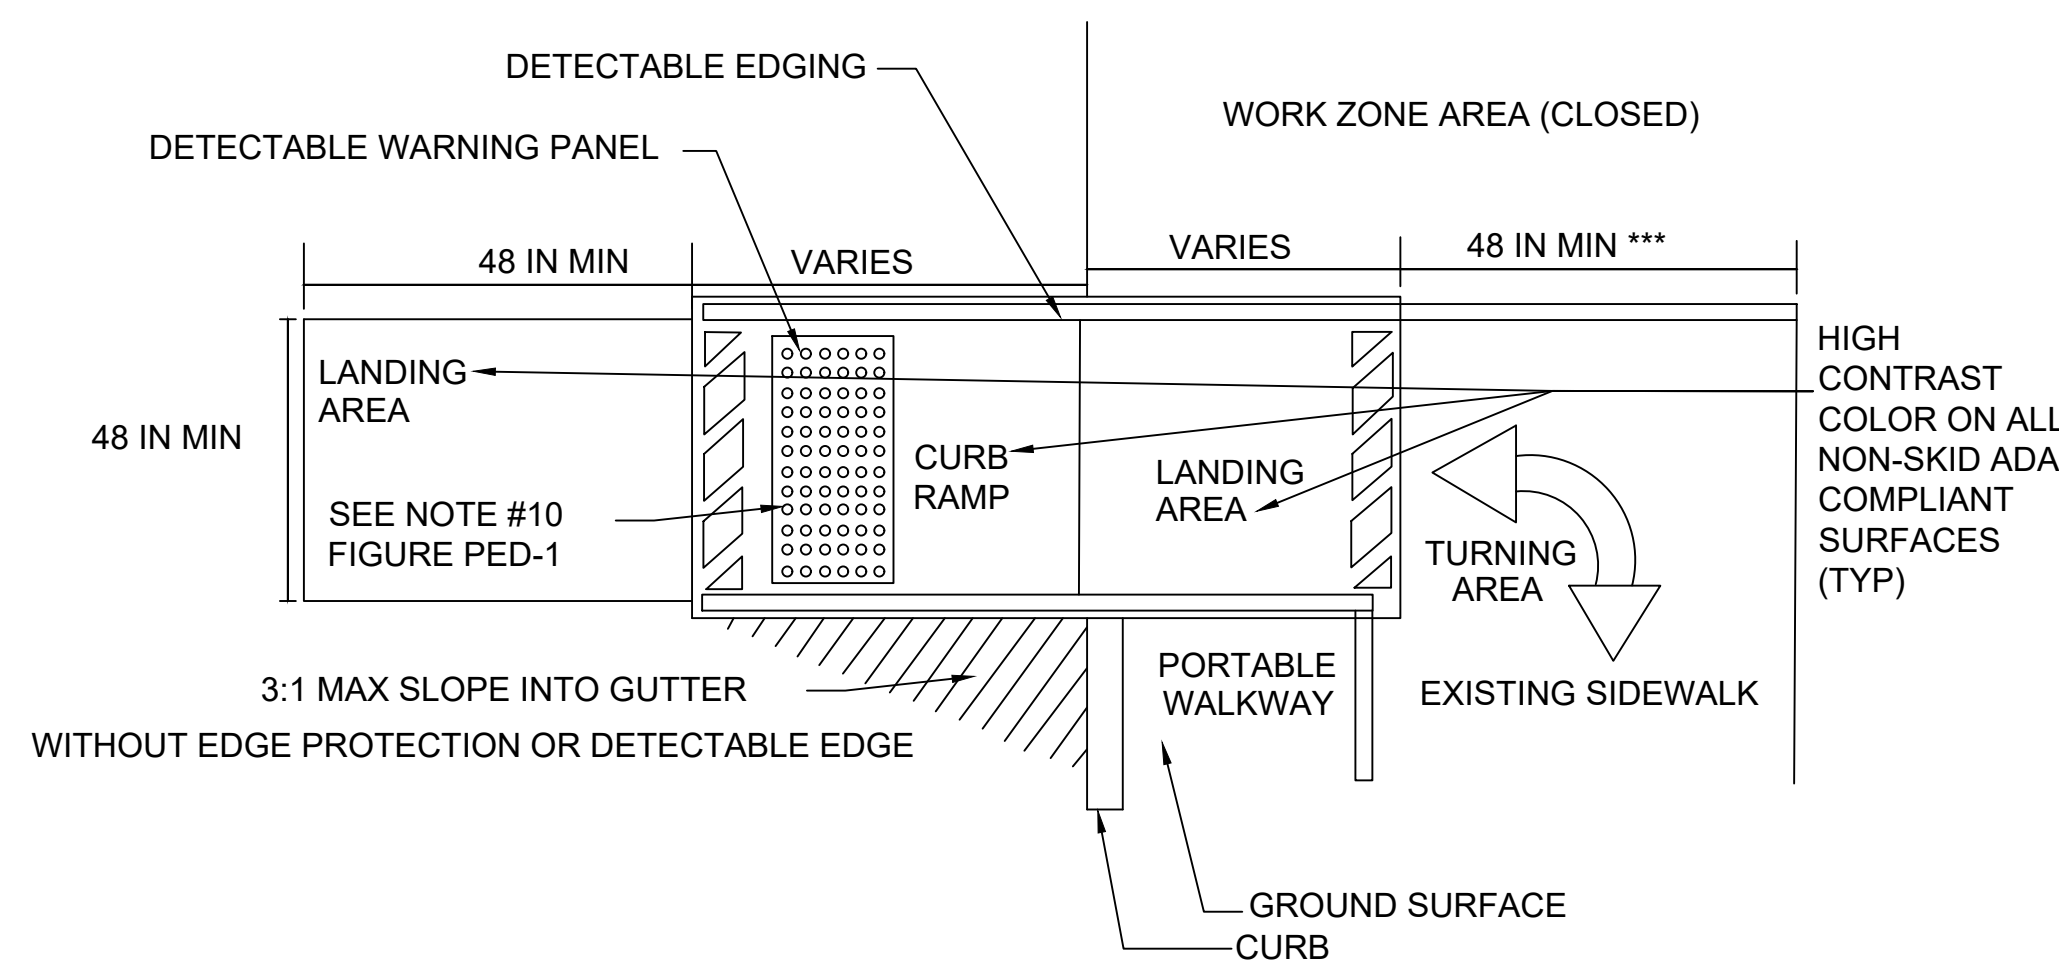 DETECTABLE EDGING
WORK ZONE AREA (CLOSED)
DETECTABLE WARNING PANEL
48 IN MIN
VARIES
VARIES
48 IN MIN ***
HIGH
CONTRAST
COLOR ON ALL
NON-SKID ADA
COMPLIANT
SURFACES
(TYP)
LANDING
AREA
48 IN MIN
CURB
RAMP
LANDING
AREA
SEE NOTE #10
FIGURE PED-1
TURNING
AREA
3:1 MAX SLOPE INTO GUTTER
WITHOUT EDGE PROTECTION OR DETECTABLE EDGE
PORTABLE
WALKWAY
EXISTING SIDEWALK
GROUND SURFACE
CURB